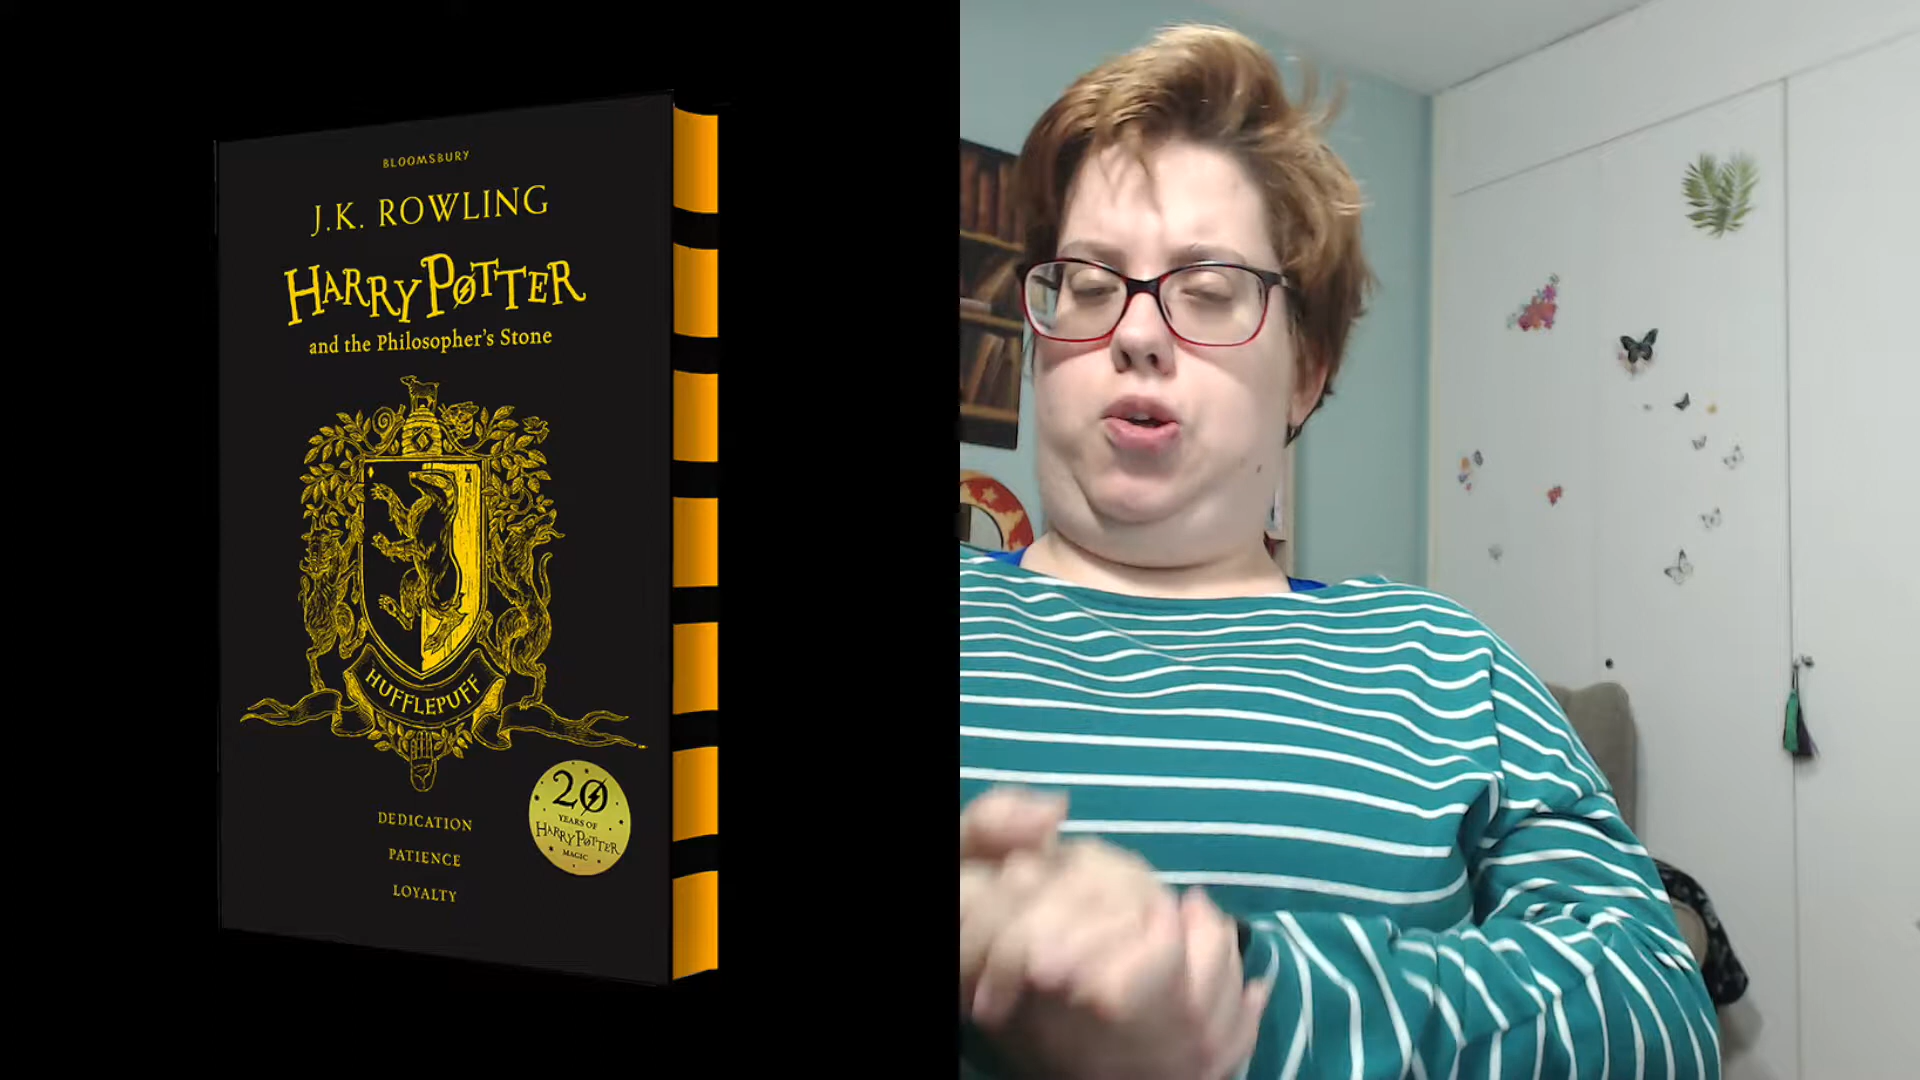 BLOOMSBURY
J.K. ROWLING
HARRY POTTER
and the Philosopher's Stone
HUFFLEPUFF
20
YEARS OF
HARRY POTTER
MAGIC
DEDICATION
PATIENCE
LOYALTY